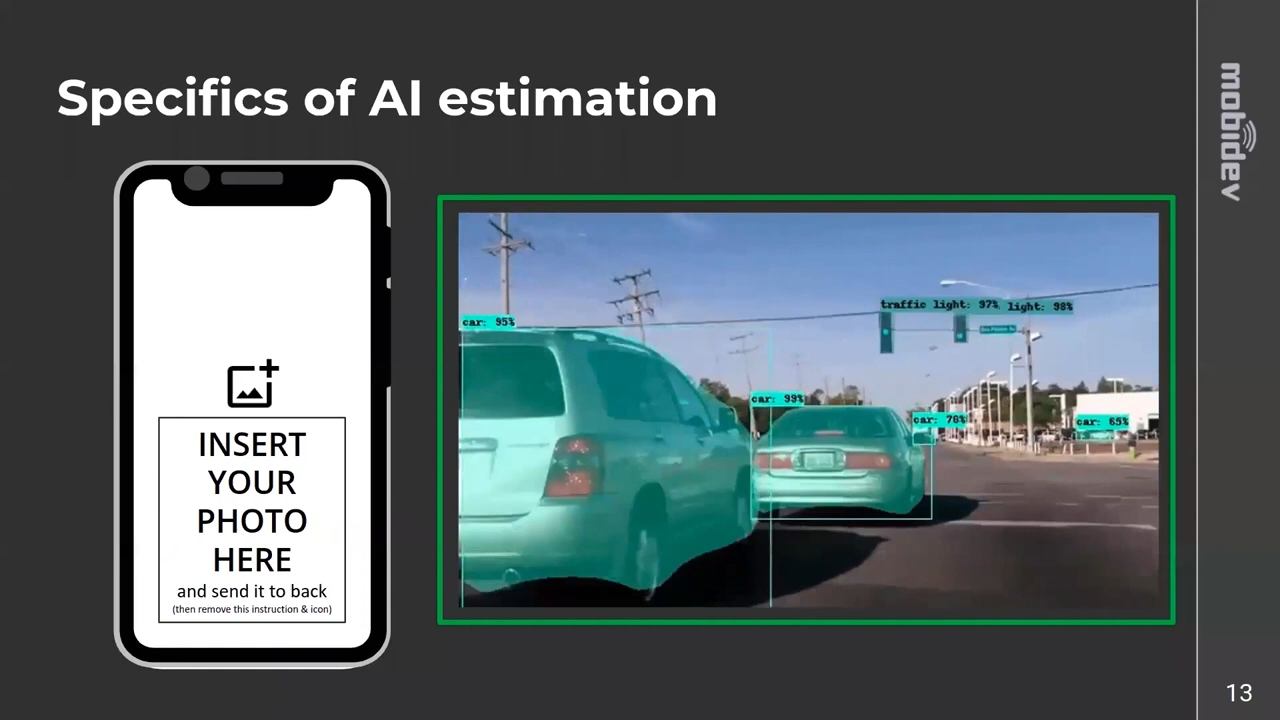 Specifics of AI estimation
mobidev
INSERT
YOUR
PHOTO
HERE
and send it to back
(then remove this instruction & icon)
car: 95%
traffic light: 97%
light: 98%
car: 99%
car: 76%
car: 65%
13